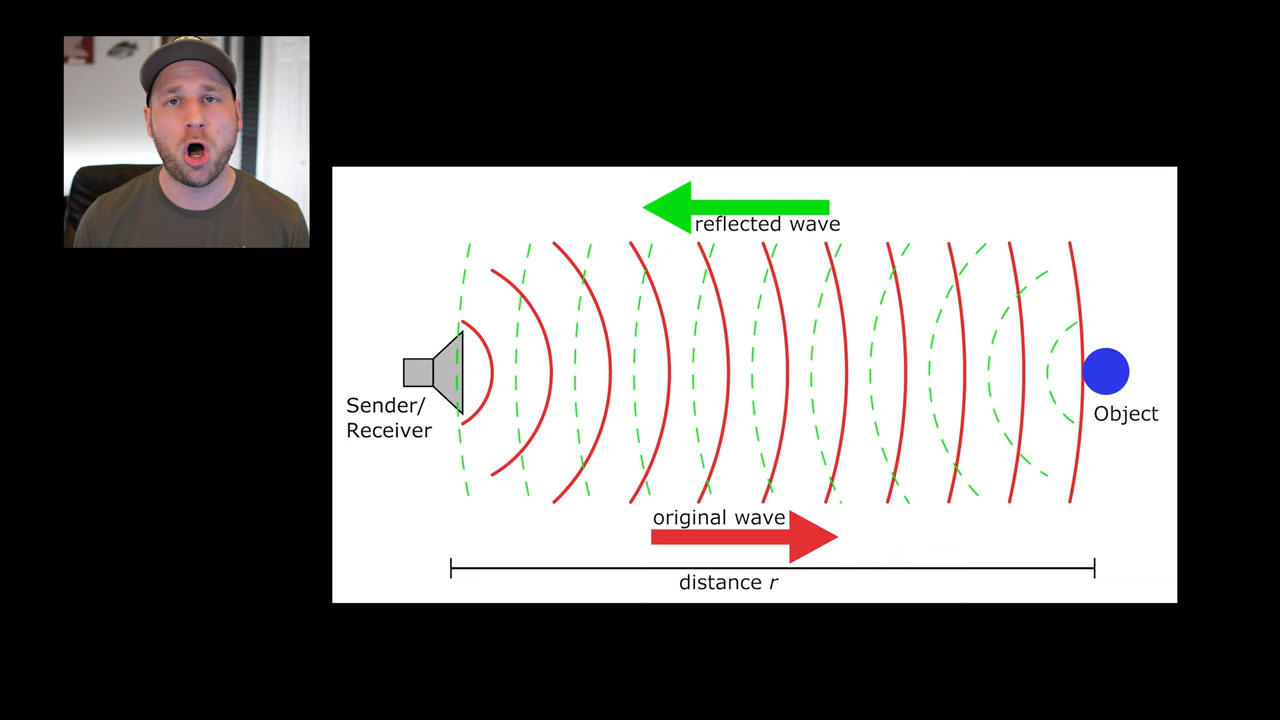 reflected wave
Sender/
Receiver
Object
original wave
distance r